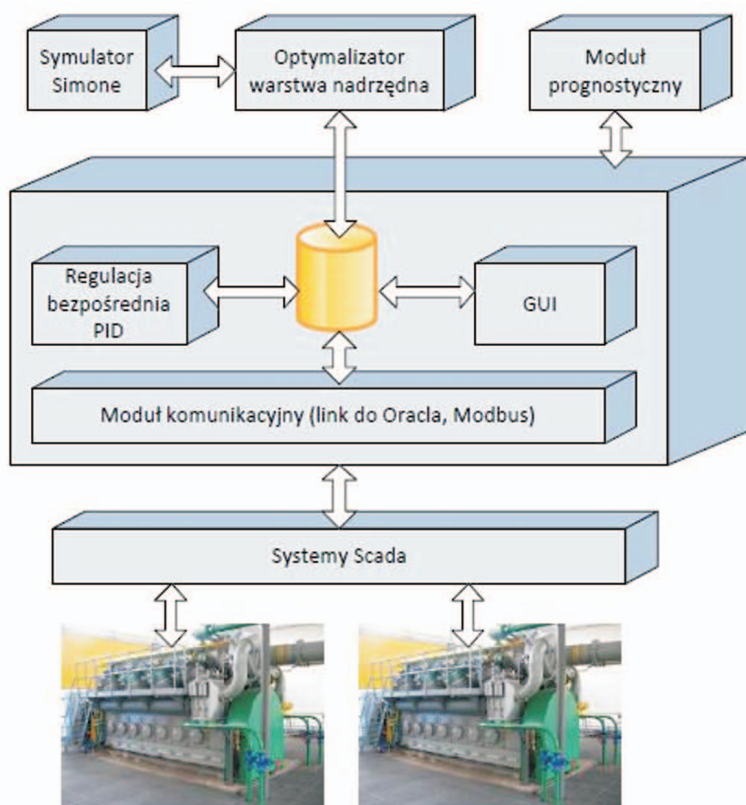 Symulator
Simone
Optymalizator
warstwa nadrzędna
Moduł
prognostyczny
Regulacja
bezpośrednia
PID
GUI
Moduł komunikacyjny (link do Oracla, Modbus)
Systemy Scada